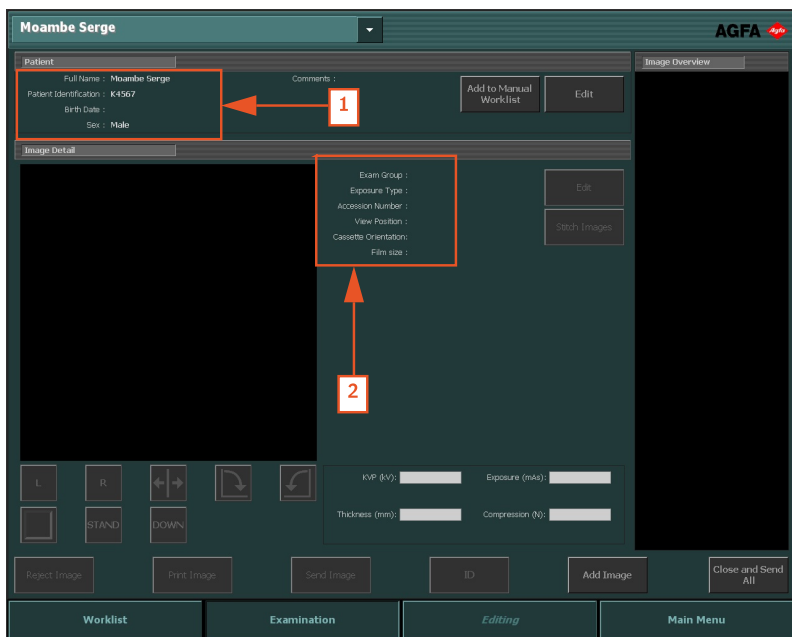 Moambe Serge
AGFA
Agfa
Patient
Full Name : Moambe Serge
Patient Identification : K4567
Birth Date :
Sex : Male
Comments :
1
Add to Manual
Worklist
Edit
Image Overview
Image Detail
Exam Group :
Exposure Type :
Accession Number :
View Position :
Cassette Orientation:
Film size :
Edit
Stitch Images
2
L
R
STAND
DOWN
KVP (kV):
Exposure (mAs):
Thickness (mm):
Compression (N):
Reject Image
Print Image
Send Image
ID
Add Image
Close and Send
All
Worklist
Examination
Editing
Main Menu